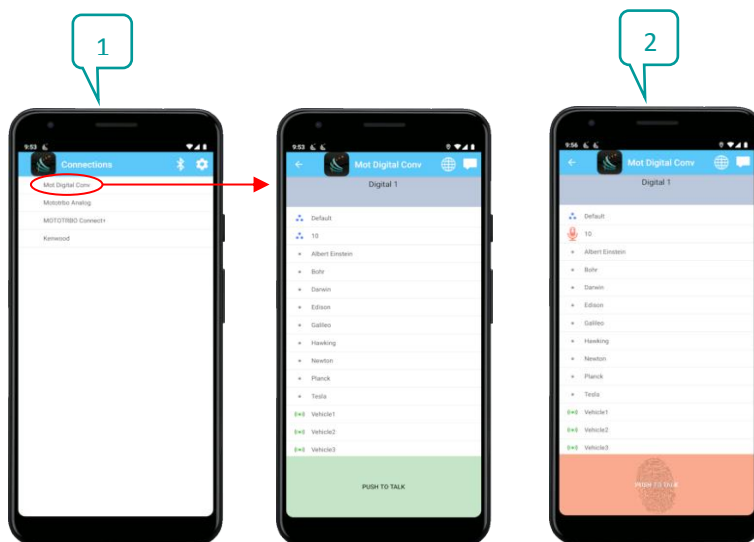 1
2
9:53
Connections
Mot Digital Conv
Mototrbo Analog
MOTOTRBO Connect+
Kenwood
9:53
Mot Digital Conv
Digital 1
Default
10
Albert Einstein
Bohr
Darwin
Edison
Galileo
Hawking
Newton
Planck
Tesla
Vehicle1
Vehicle2
Vehicle3
PUSH TO TALK
9:56
Mot Digital Conv
Digital 1
Default
10
Albert Einstein
Bohr
Darwin
Edison
Galileo
Hawking
Newton
Planck
Tesla
Vehicle1
Vehicle2
Vehicle3
PUSH TO TALK